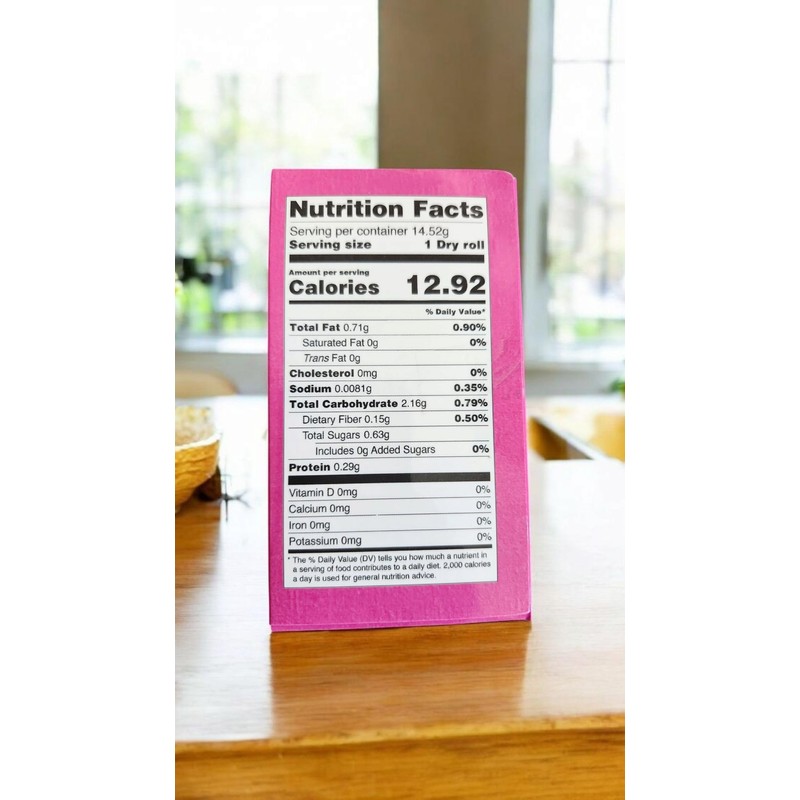 Nutrition Facts
Serving per container 14.52g
Serving size 1 Dry roll
Amount per serving
Calories 12.92
% Daily Value*
Total Fat 0.71g 0.90%
Saturated Fat 0g 0%
Trans Fat 0g
Cholesterol 0mg 0%
Sodium 0.0081g 0.35%
Total Carbohydrate 2.16g 0.79%
Dietary Fiber 0.15g 0.50%
Total Sugars 0.63g
Includes 0g Added Sugars 0%
Protein 0.29g
Vitamin D 0mg 0%
Calcium 0mg 0%
Iron 0mg 0%
Potassium 0mg 0%
* The % Daily Value (DV) tells you how much a nutrient in
a serving of food contributes to a daily diet. 2,000 calories
a day is used for general nutrition advice.